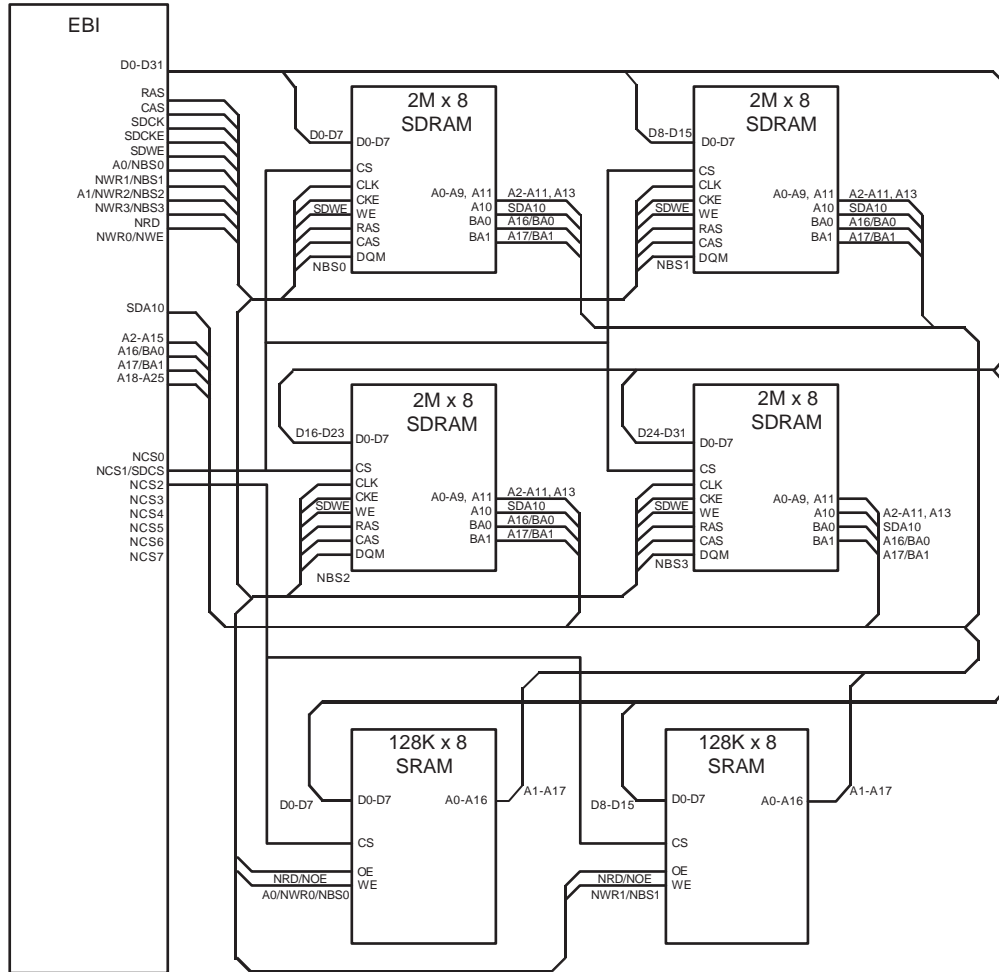 EBI
D0-D31
RAS
CAS
SDCK
SDCKE
SDWE
A0/NBS0
NWR1/NBS1
A1/NWR2/NBS2
NWR3/NBS3
NRD
NWR0/NWE
SDA10
A2-A15
A16/BA0
A17/BA1
A18-A25
NCS0
NCS1/SDCS
NCS2
NCS3
NCS4
NCS5
NCS6
NCS7
2M x 8
SDRAM
D0-D7
D0-D7
CS
CLK
CKE
SDWE
WE
RAS
CAS
DQM
NBS0
A0-A9, A11
A10
BA0
BA1
A2-A11, A13
SDA10
A16/BA0
A17/BA1
2M x 8
SDRAM
D8-D15
D0-D7
CS
CLK
CKE
SDWE
WE
RAS
CAS
DQM
NBS1
A0-A9, A11
A10
BA0
BA1
A2-A11, A13
SDA10
A16/BA0
A17/BA1
2M x 8
SDRAM
D16-D23
D0-D7
CS
CLK
CKE
SDWE
WE
RAS
CAS
DQM
NBS2
A0-A9, A11
A10
BA0
BA1
A2-A11, A13
SDA10
A16/BA0
A17/BA1
2M x 8
SDRAM
D24-D31
D0-D7
CS
CLK
CKE
SDWE
WE
RAS
CAS
DQM
NBS3
A0-A9, A11
A10
BA0
BA1
A2-A11, A13
SDA10
A16/BA0
A17/BA1
128K x 8
SRAM
D0-D7
D0-D7
A0-A16
A1-A17
CS
OE
NRD/NOE
WE
A0/NWR0/NBS0
128K x 8
SRAM
D8-D15
D0-D7
A0-A16
A1-A17
CS
OE
NRD/NOE
WE
NWR1/NBS1